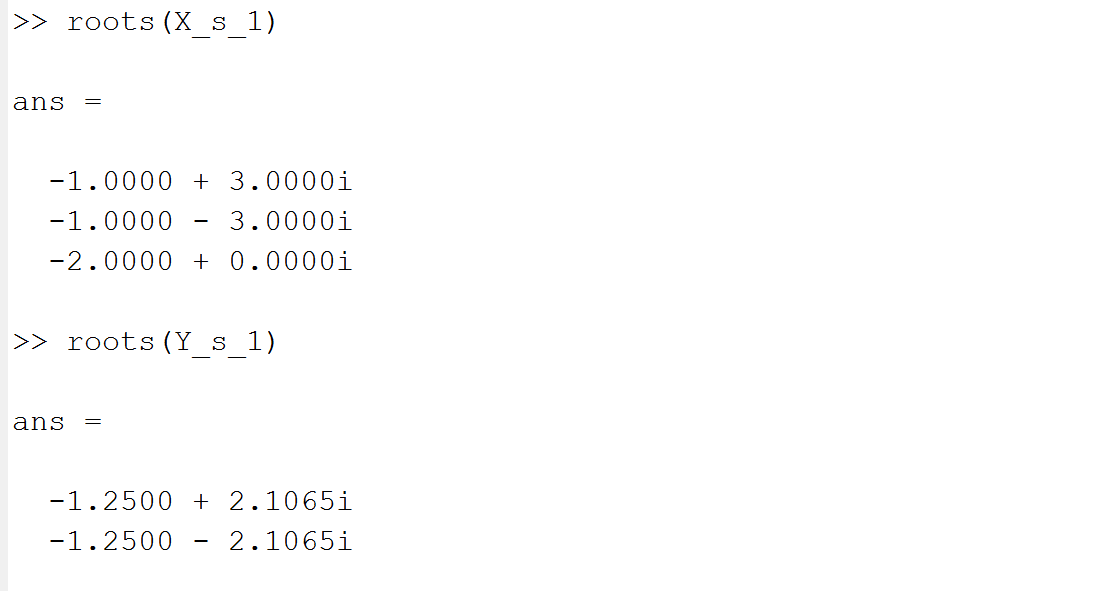 >> roots(X_s_1)
ans =
-1.0000 + 3.0000i
-1.0000 - 3.0000i
-2.0000 + 0.0000i
>> roots(Y_s_1)
ans =
-1.2500 + 2.1065i
-1.2500 - 2.1065i